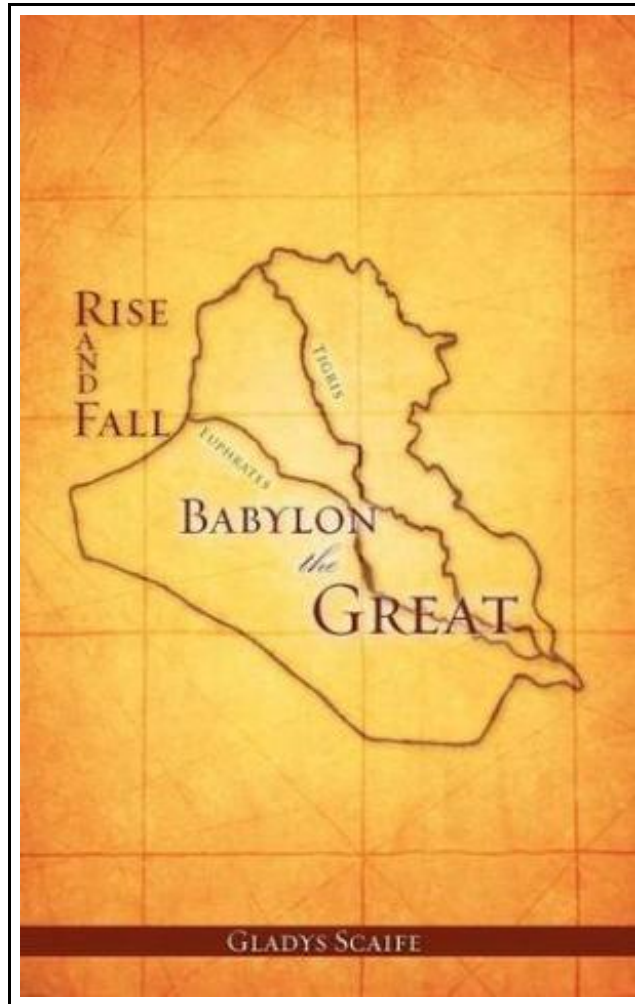 RISE
AND
FALL
TIGRIS
EUPHRATES
BABYLON
the
GREAT
GLADYS SCAIFE